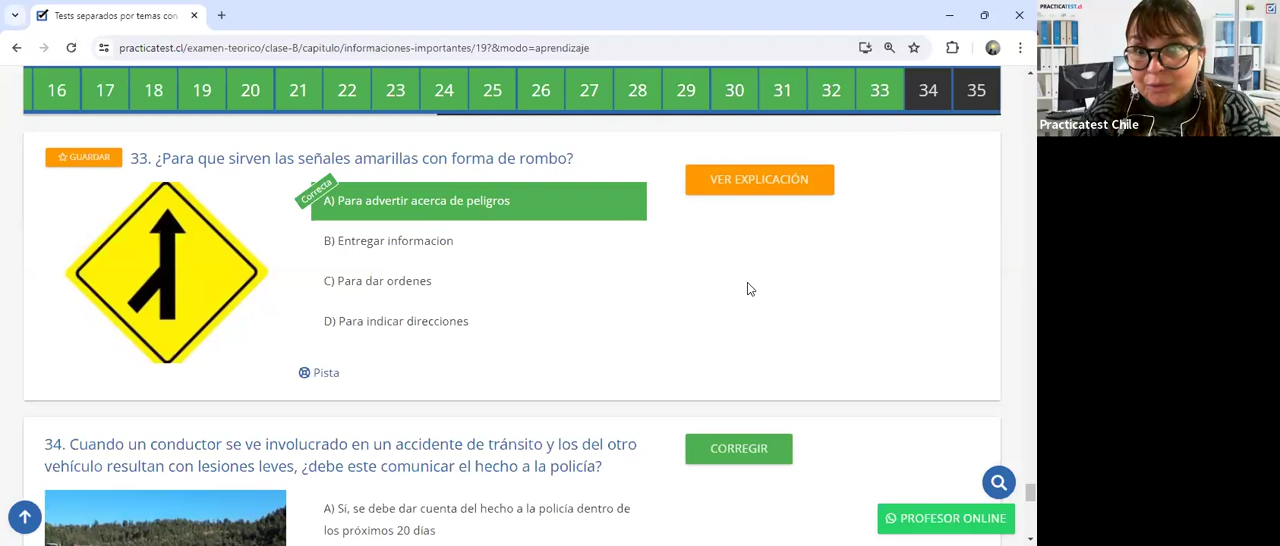 Tests separados por temas con
practicatest.cl/examen-teorico/clase-B/capitulo/informaciones-importantes/19?&modo=aprendizaje
PRACTICATEST.cl
Practicatest Chile
16 17 18 19 20 21 22 23 24 25 26 27 28 29 30 31 32 33 34 35
GUARDAR
33. ¿Para que sirven las señales amarillas con forma de rombo?
VER EXPLICACIÓN
Correcta
A) Para advertir acerca de peligros
B) Entregar informacion
C) Para dar ordenes
D) Para indicar direcciones
Pista
34. Cuando un conductor se ve involucrado en un accidente de tránsito y los del otro
vehículo resultan con lesiones leves, ¿debe este comunicar el hecho a la policía?
CORREGIR
A) Sí, se debe dar cuenta del hecho a la policía dentro de
los próximos 20 días
PROFESOR ONLINE